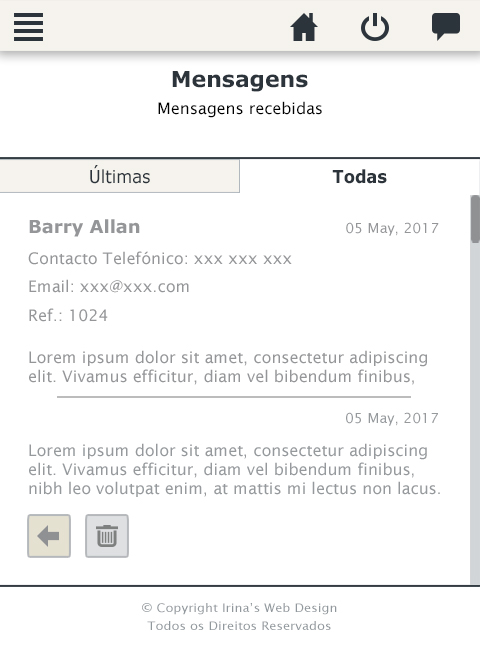 Mensagens
Mensagens recebidas
Últimas
Todas
Barry Allan
05 May, 2017
Contacto Telefónico: xxx xxx xxx
Email: xxx@xxx.com
Ref.: 1024
Lorem ipsum dolor sit amet, consectetur adipiscing
elit. Vivamus efficitur, diam vel bibendum finibus,
05 May, 2017
Lorem ipsum dolor sit amet, consectetur adipiscing
elit. Vivamus efficitur, diam vel bibendum finibus,
nibh leo volutpat enim, at mattis mi lectus non lacus.
© Copyright Irina's Web Design
Todos os Direitos Reservados